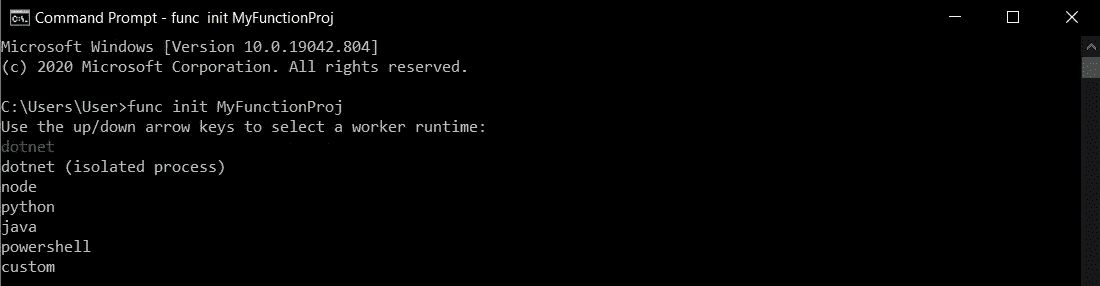 Command Prompt - func  init MyFunctionProj
Microsoft Windows [Version 10.0.19042.804]
(c) 2020 Microsoft Corporation. All rights reserved.
C:\Users\User>func init MyFunctionProj
Use the up/down arrow keys to select a worker runtime:
dotnet
dotnet (isolated process)
node
python
java
powershell
custom